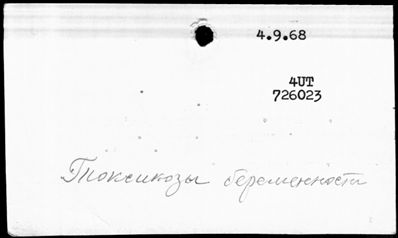 4.9.68
4UT
726023
Токсикозы беременности